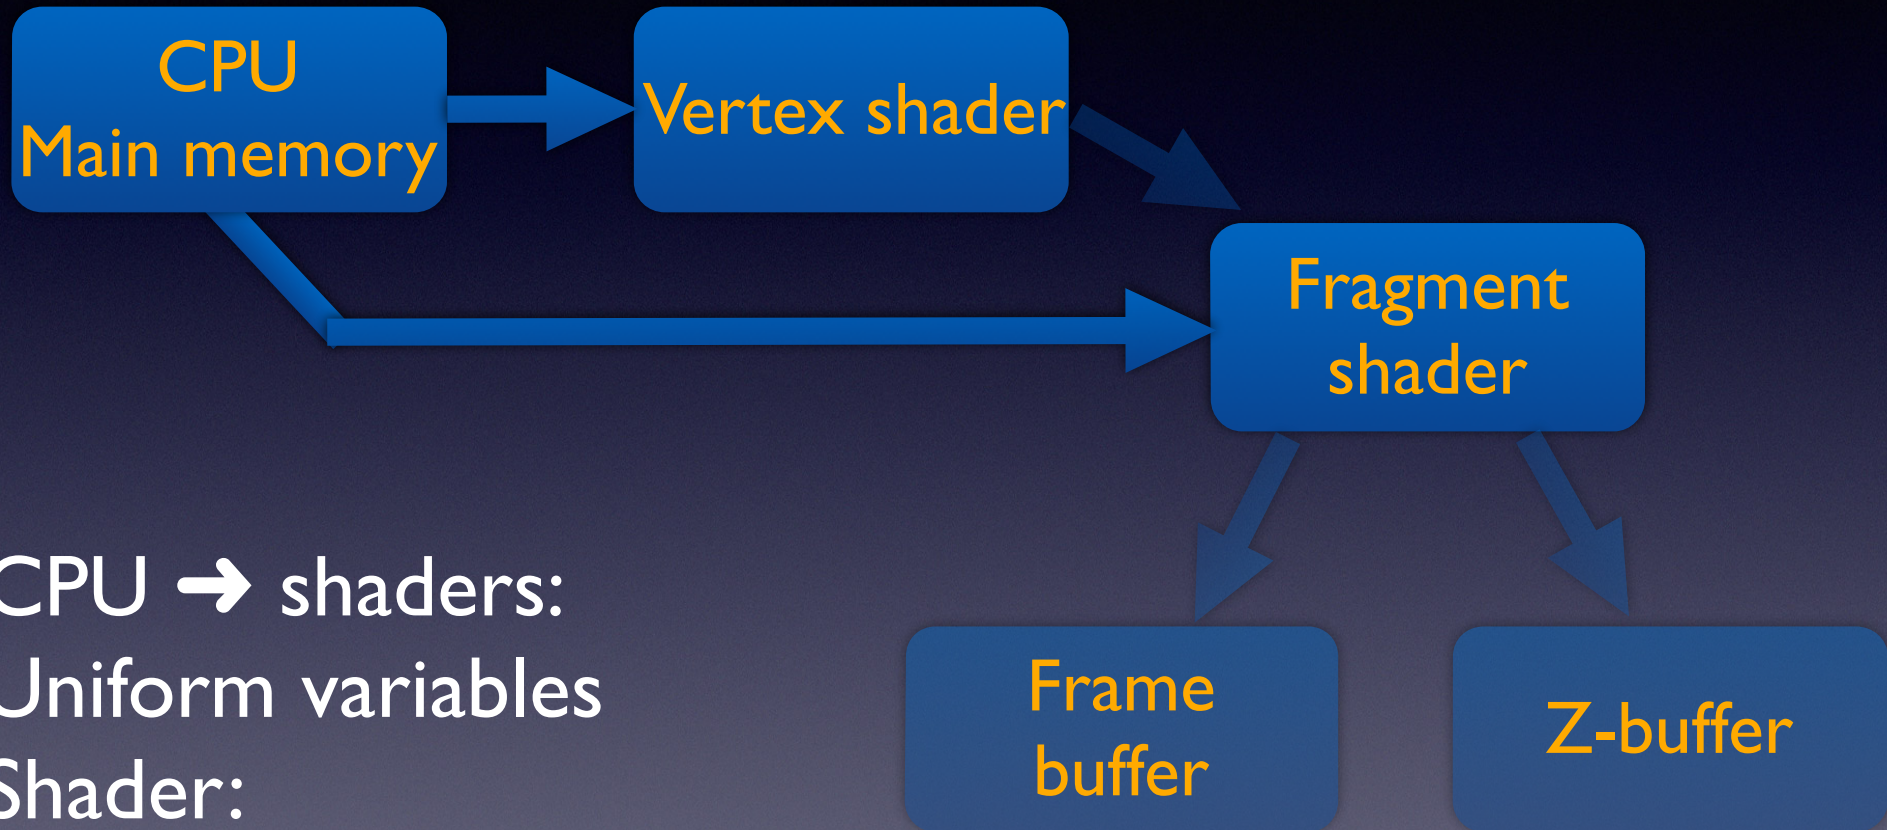 CPU
Main memory
Vertex shader
Fragment
shader
CPU ➜ shaders:
Uniform variables
Shader:
Frame
buffer
Z-buffer